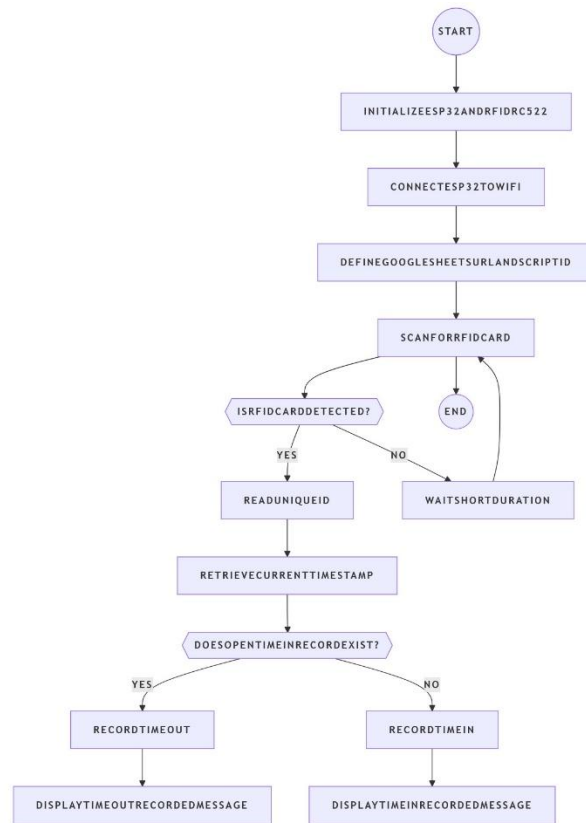 START
INITIALIZEESP32ANDRFIDRC522
CONNECTESP32TOWIFI
DEFINEGOOGLESHEETSURLANDSCRIPTID
SCANFORRFIDCARD
ISRFIDCARDDETECTED?
END
YES
NO
READUNIQUEID
WAITSHORTDURATION
RETRIEVECURRENTTIMESTAMP
DOESOPENTIMEINRECORDEXIST?
YES
NO
RECORDTIMEOUT
RECORDTIMEIN
DISPLAYTIMEOUTRECORDEDMESSAGE
DISPLAYTIMEINRECORDEDMESSAGE